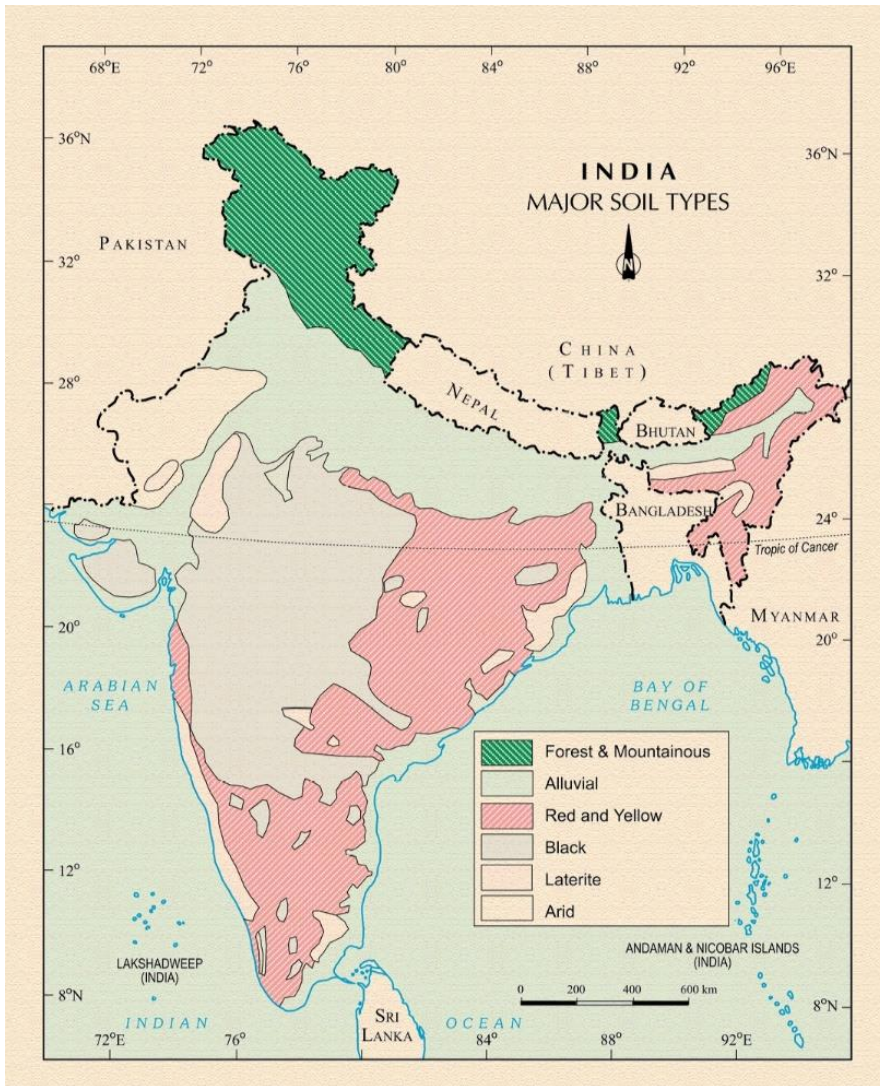 68°E 72° 76° 80° 84° 88° 92° 96°E
36°N
36°N
INDIA
MAJOR SOIL TYPES
N
PAKISTAN
32°
32°
CHINA
(TIBET)
28°
28°
NEPAL
BHUTAN
BANGLADESH
24°
24°
Tropic of Cancer
MYANMAR
20°
20°
ARABIAN
SEA
BAY OF
BENGAL
16°
Forest & Mountainous
Alluvial
Red and Yellow
Black
Laterite
Arid
12°
12°
LAKSHADWEEP
(INDIA)
ANDAMAN & NICOBAR ISLANDS
(INDIA)
0 200 400 600 km
8°N
8°N
INDIAN
SRI
LANKA
OCEAN
72°E 76° 84° 88° 92°E